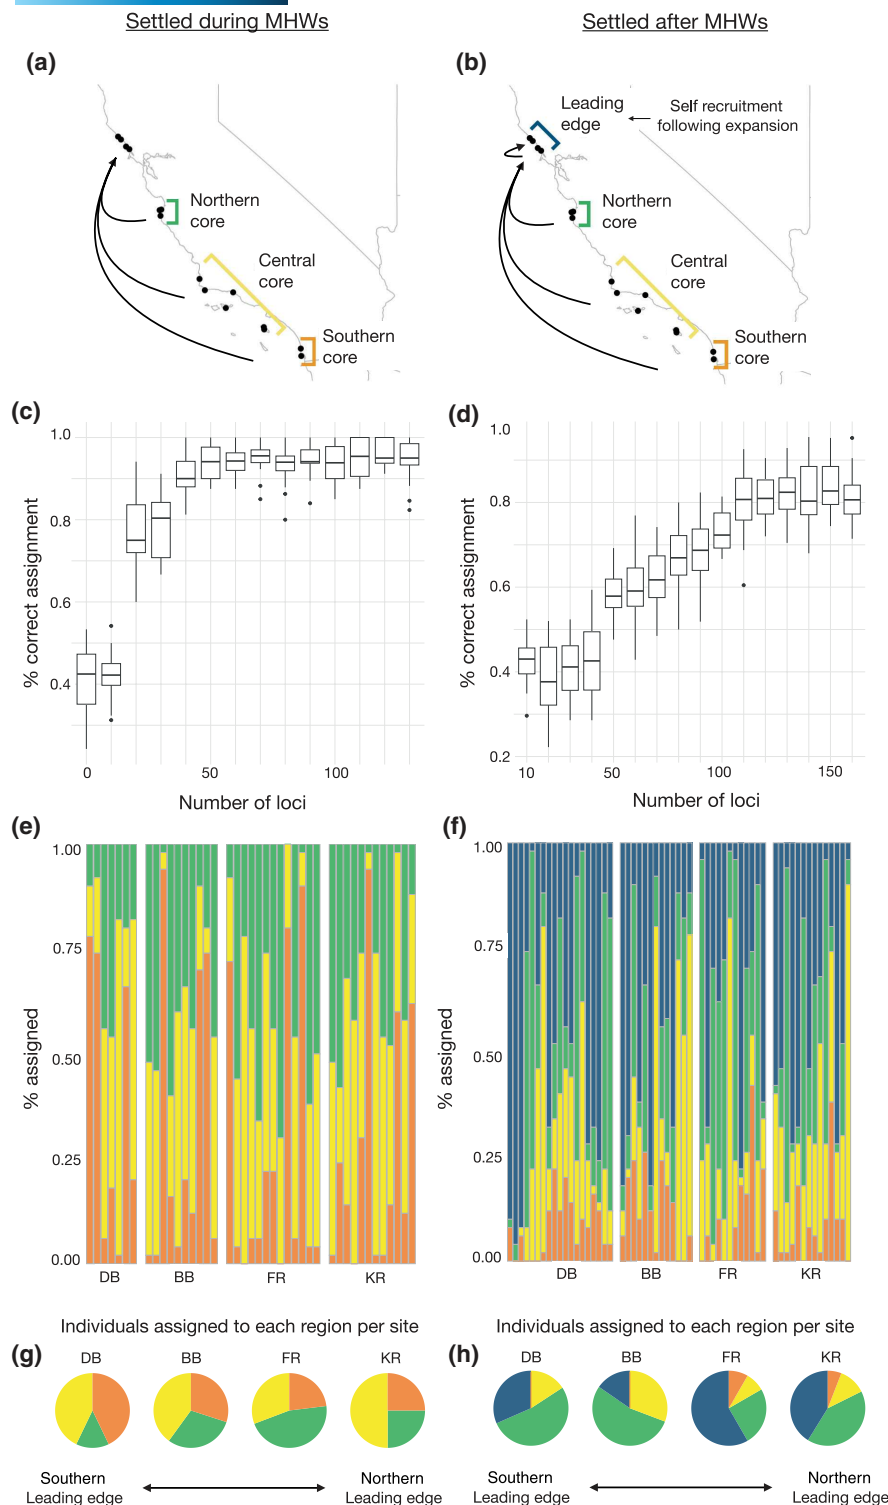 Settled during MHWs
Settled after MHWs
(a)
Northern
core
Central
core
Southern
core
(b)
Leading
edge
Self recruitment
following expansion
Northern
core
Central
core
Southern
core
(c)
% correct assignment
1.0
0.8
0.6
0.4
0
50
100
Number of loci
(d)
% correct assignment
1.0
0.8
0.6
0.4
0.2
10
50
100
150
Number of loci
(e)
% assigned
1.00
0.75
0.50
0.25
0.00
DB
BB
FR
KR
(f)
% assigned
1.00
0.75
0.50
0.25
0.00
DB
BB
FR
KR
Individuals assigned to each region per site
(g)
DB
BB
FR
KR
Southern
Leading edge
Northern
Leading edge
Individuals assigned to each region per site
(h)
DB
BB
FR
KR
Southern
Leading edge
Northern
Leading edge